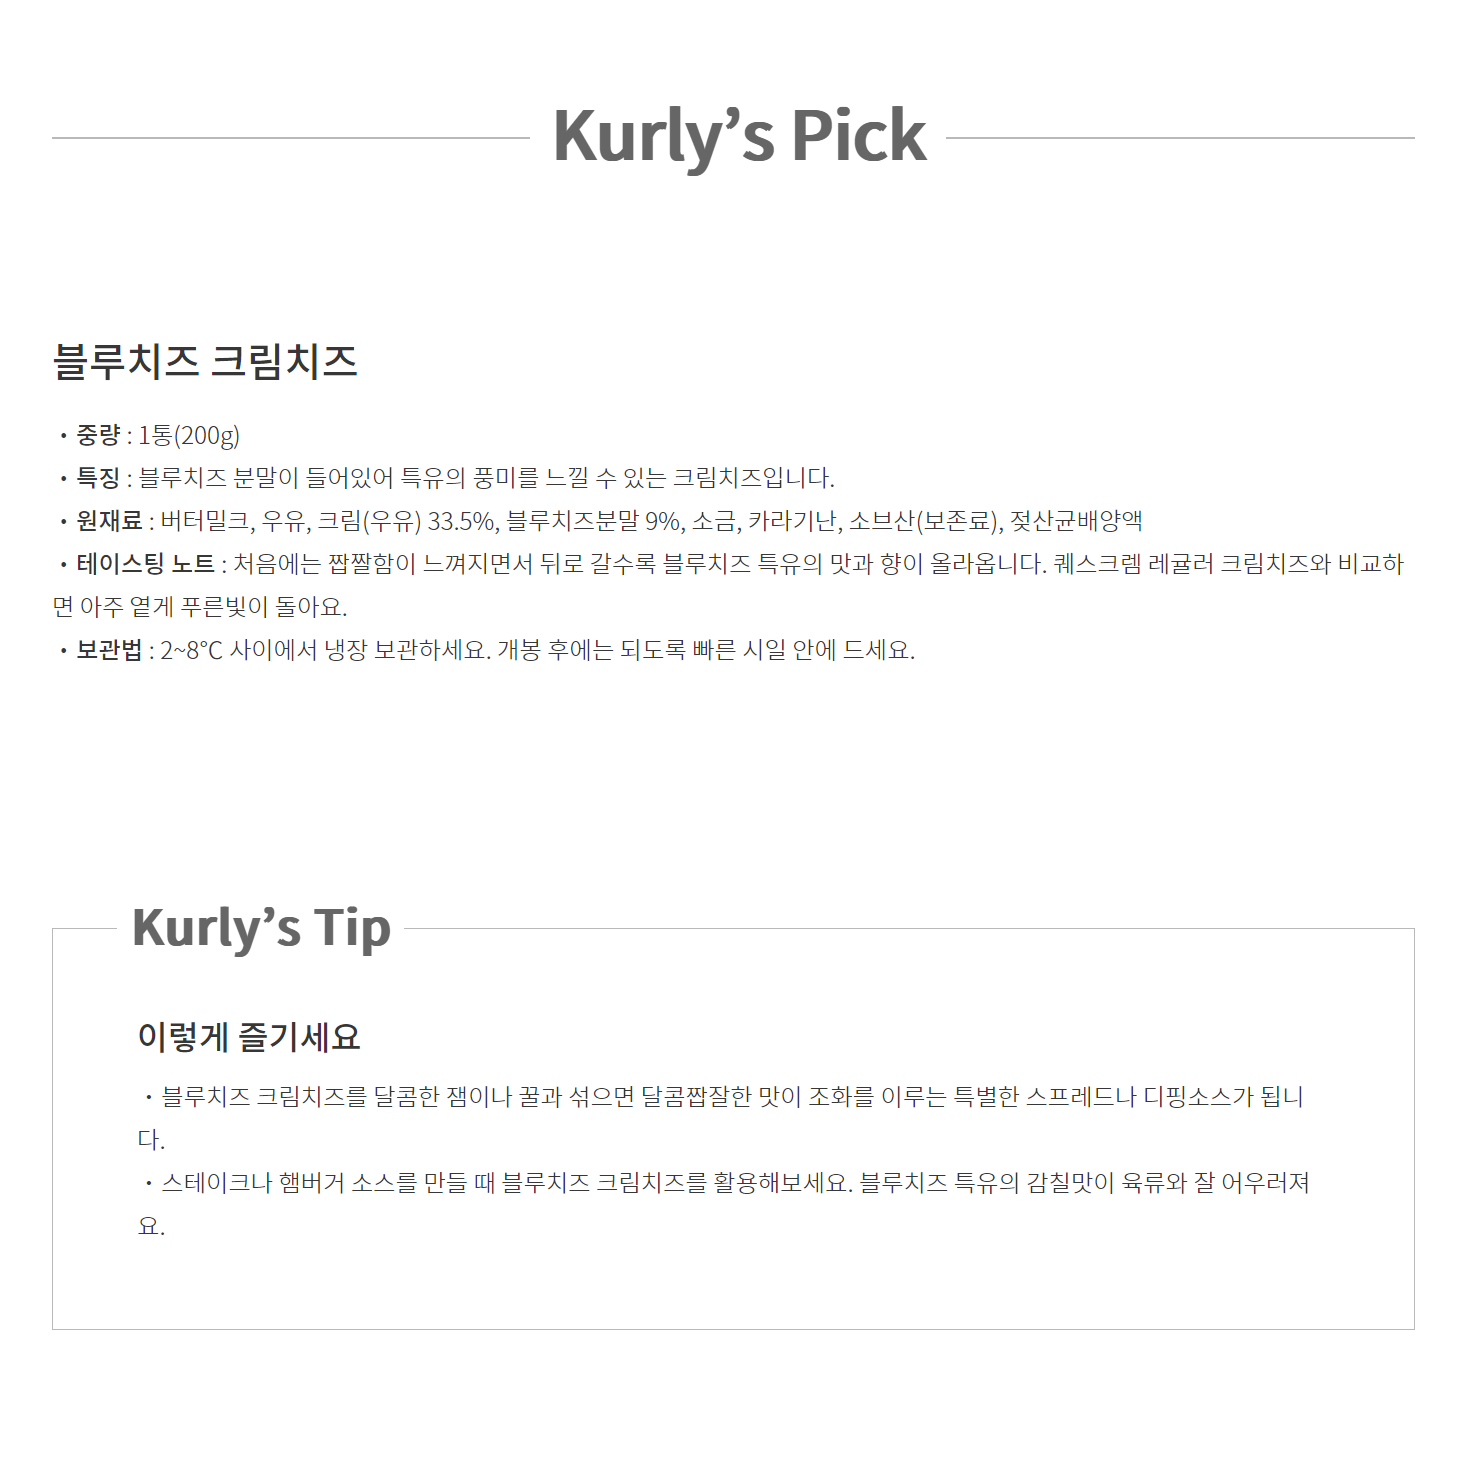 Kurly’s Pick
블루치즈 크림치즈
・중량 : 1통(200g)
・특징 : 블루치즈 분말이 들어있어 특유의 풍미를 느낄 수 있는 크림치즈입니다.
・원재료 : 버터밀크, 우유, 크림(우유) 33.5%, 블루치즈분말 9%, 소금, 카라기난, 소브산(보존료), 젖산균배양액
・테이스팅 노트 : 처음에는 짭짤함이 느껴지면서 뒤로 갈수록 블루치즈 특유의 맛과 향이 올라옵니다. 퀘스크렘 레귤러 크림치즈와 비교하
면 아주 옅게 푸른빛이 돌아요.
・보관법 : 2~8℃ 사이에서 냉장 보관하세요. 개봉 후에는 되도록 빠른 시일 안에 드세요.
Kurly’s Tip
이렇게 즐기세요
・블루치즈 크림치즈를 달콤한 잼이나 꿀과 섞으면 달콤짭잘한 맛이 조화를 이루는 특별한 스프레드나 디핑소스가 됩니
다.
・스테이크나 햄버거 소스를 만들 때 블루치즈 크림치즈를 활용해보세요. 블루치즈 특유의 감칠맛이 육류와 잘 어우러져
요.